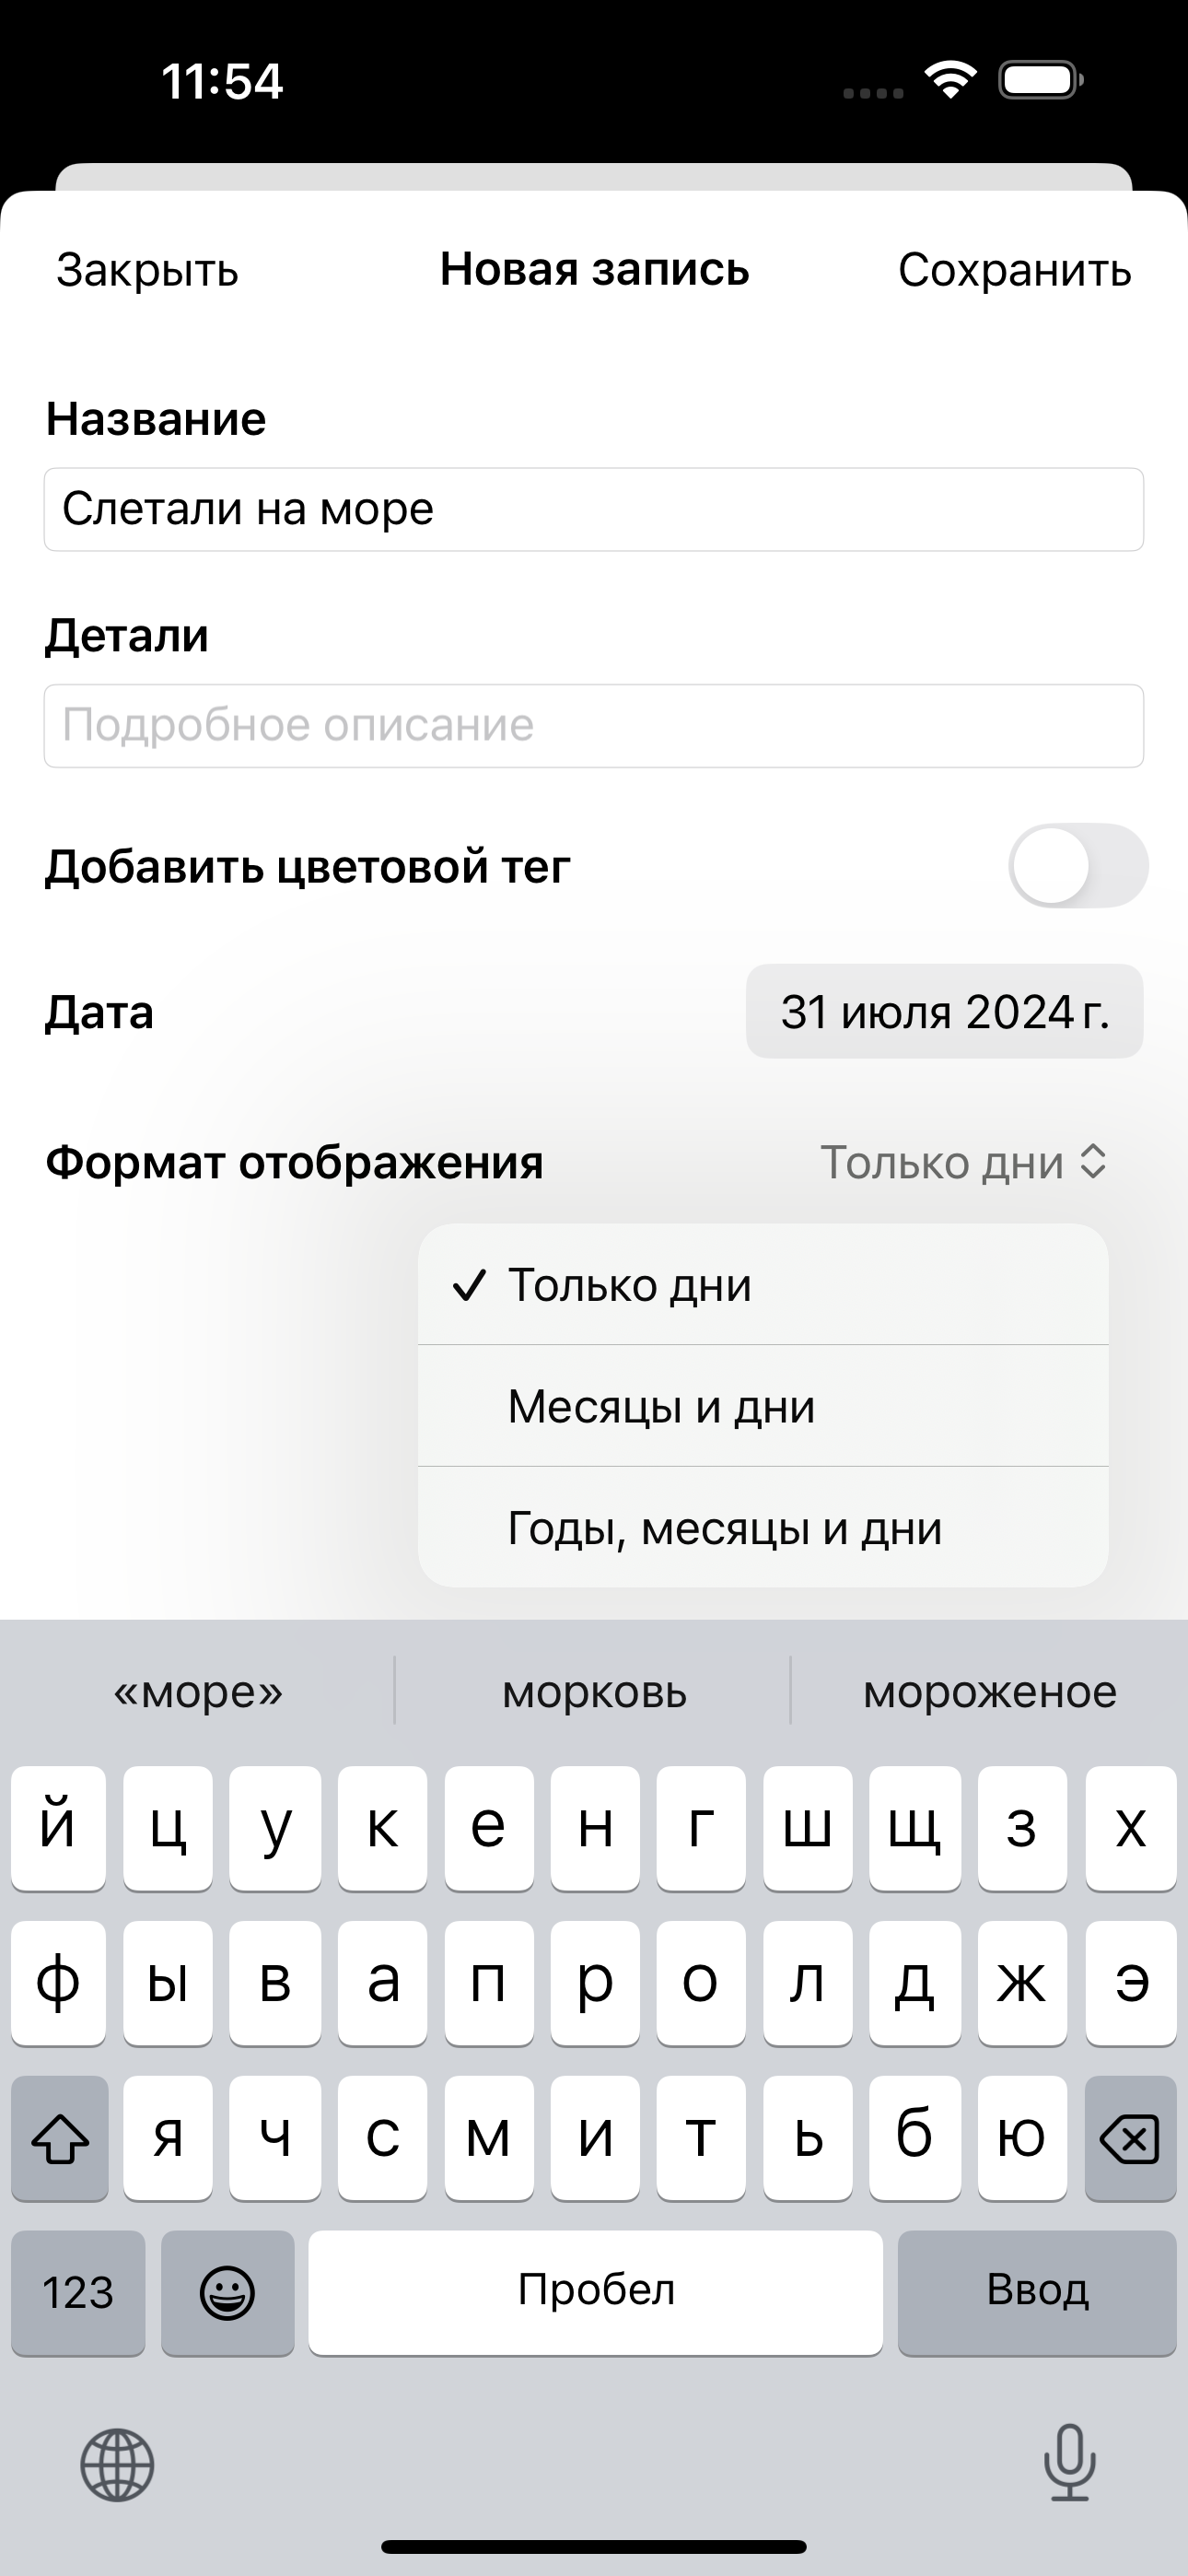 11:54
Закрыть Новая запись Сохранить
Название
Слетали на море
Детали
Подробное описание
Добавить цветовой тег
Дата 31 июля 2024 г.
Формат отображения Только дни
Только дни
Месяцы и дни
Годы, месяцы и дни
«море» морковь мороженое
й ц у к е н г ш щ з х
ф ы в а п р о л д ж э
я ч с м и т ь б ю
123 Пробел Ввод